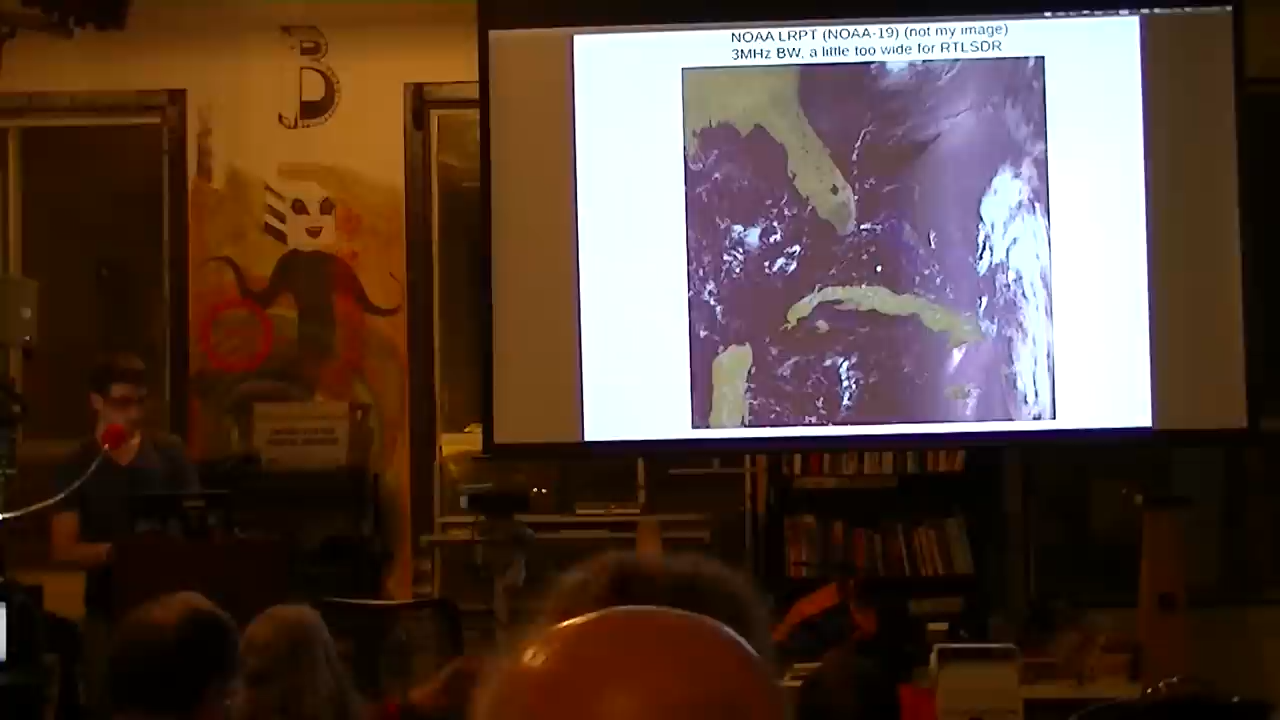 NOAA LRPT (NOAA-19) (not my image)
3MHz BW, a little too wide for RTLSDR